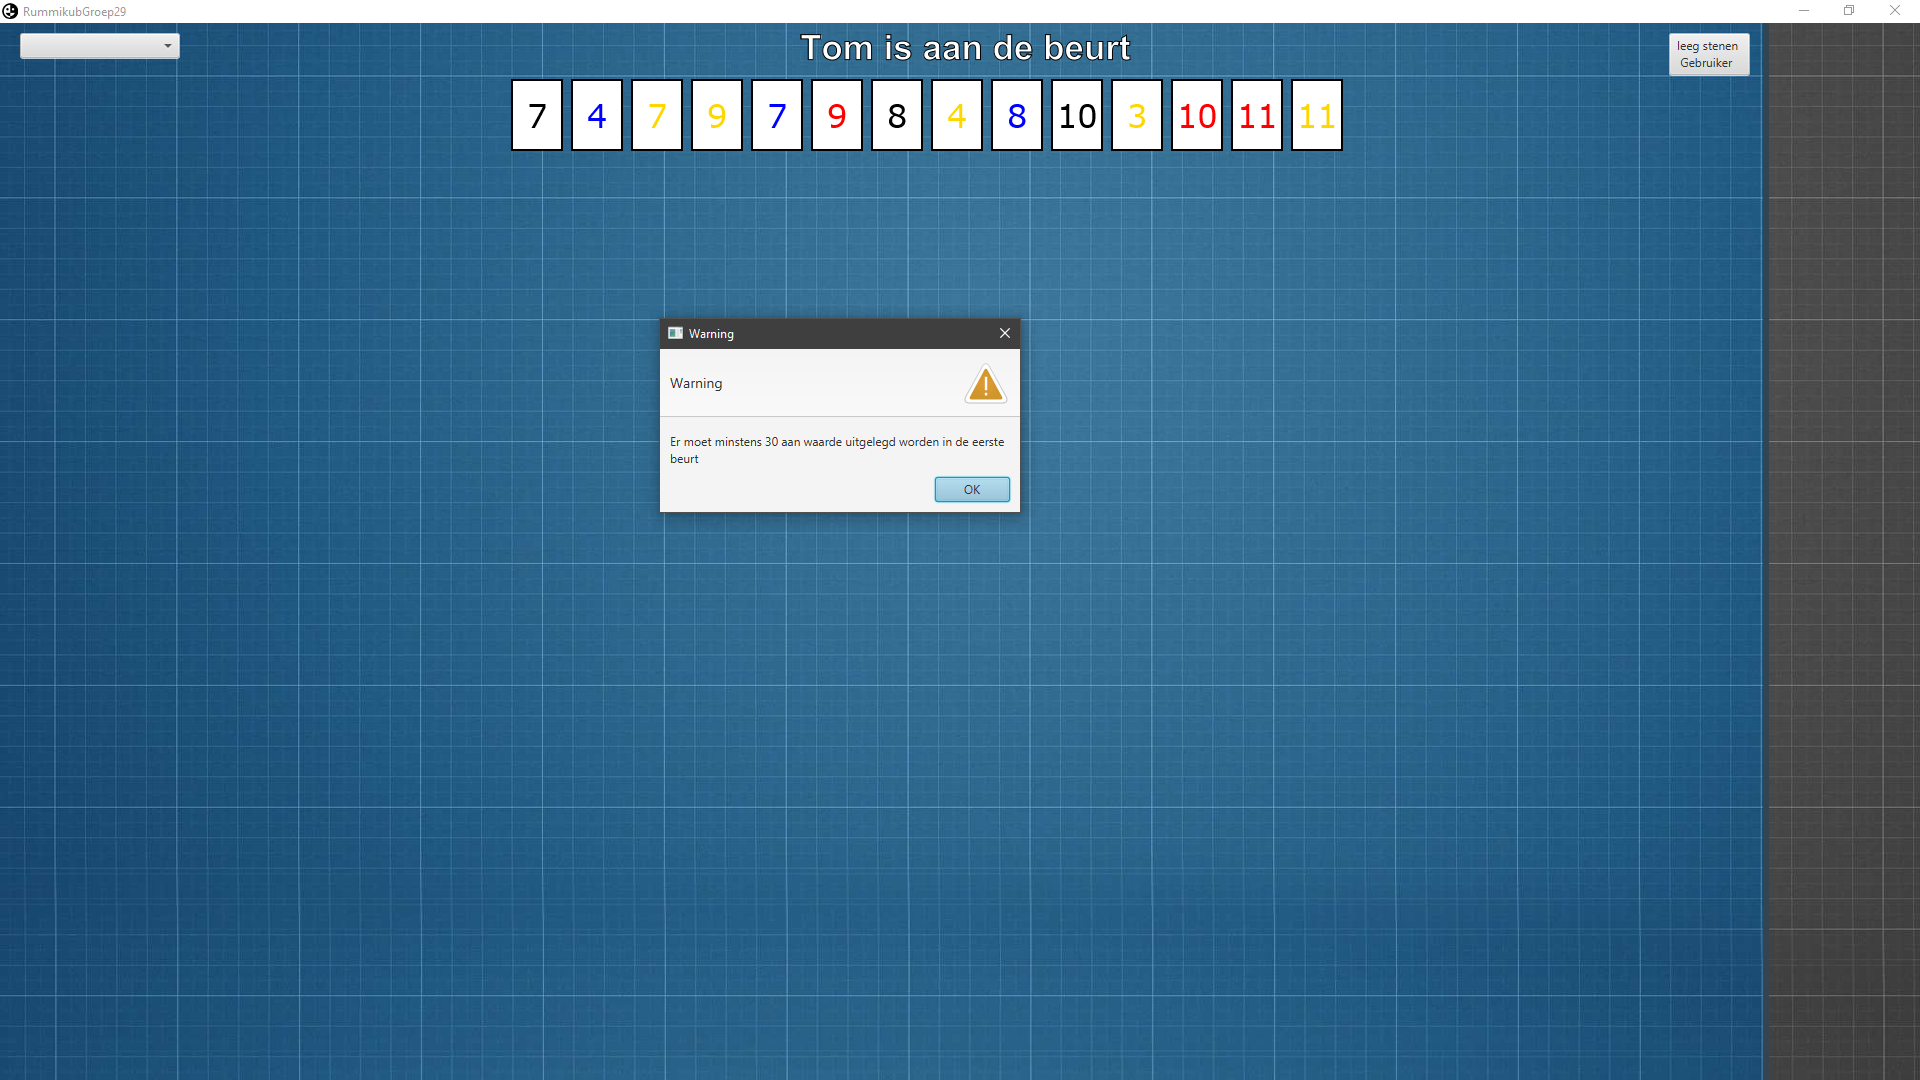 RummikubGroep29
Tom is aan de beurt
leeg stenen
Gebruiker
7 4 7 9 7 9 8 4 8 10 3 10 11 11
Warning
Warning
Er moet minstens 30 aan waarde uitgelegd worden in de eerste
beurt
OK